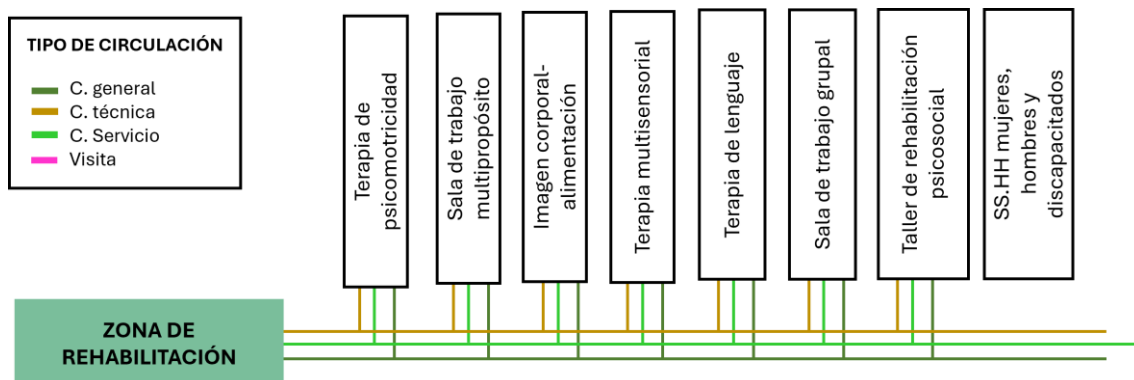 TIPO DE CIRCULACIÓN
C. general
C. técnica
C. Servicio
Visita
Terapia de
psicomotricidad
Sala de trabajo
multipropósito
Imagen corporal-
alimentación
Terapia multisensorial
Terapia de lenguaje
Sala de trabajo grupal
Taller de rehabilitación
psicosocial
SS.HH mujeres,
hombres y
discapacitados
ZONA DE
REHABILITACIÓN